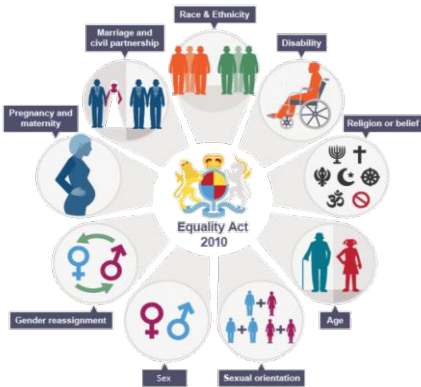 Race & Ethnicity
Marriage and
civil partnership
Disability
Pregnancy and
maternity
Religion or belief
Equality Act
2010
Gender reassignment
Age
Sex
Sexual orientation